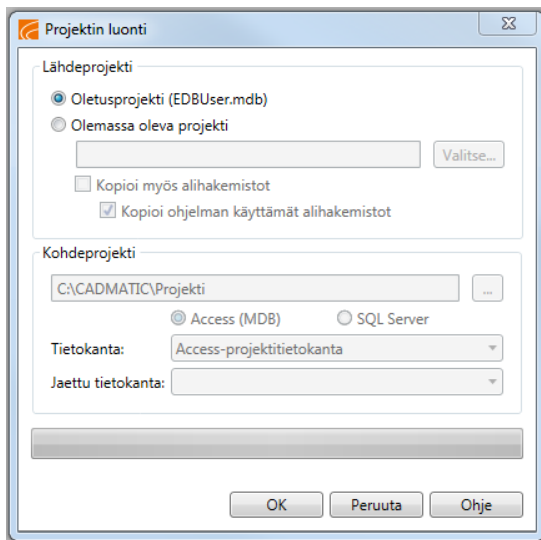 Projektin luonti
Lähdeprojekti
Oletusprojekti (EDBUser.mdb)
Olemassa oleva projekti
Valitse...
Kopioi myös alihakemistot
Kopioi ohjelman käyttämät alihakemistot
Kohdeprojekti
C:\CADMATIC\Projekti ...
Access (MDB) SQL Server
Tietokanta: Access-projektitietokanta
Jaettu tietokanta:
OK Peruuta Ohje